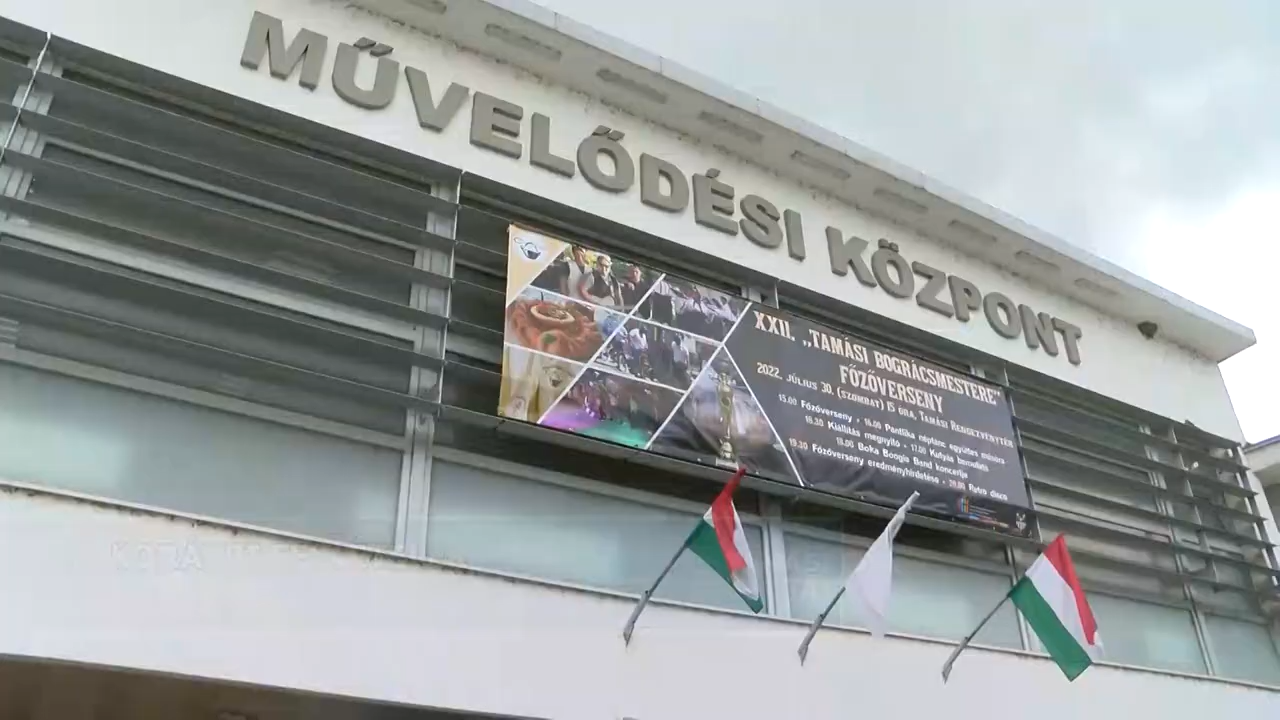 MŰVELŐDÉSI KÖZPONT
XXII. „TAMÁSI BOGRÁCSMESTERE”
FŐZŐVERSENY
2022. JÚLIUS 30. (SZOMBAT) 15 ÓRA, TAMÁSI RENDEZVÉNYTÉR
15.00 Főzőverseny • 16.00 Pántlika néptánc együttes műsora
16.30 Kiállítás megnyitó • 17.00 Kutyás bemutató
18.00 Boka Boogie Band koncertje
19.30 Főzőverseny eredményhirdetése • 20.00 Retro disco